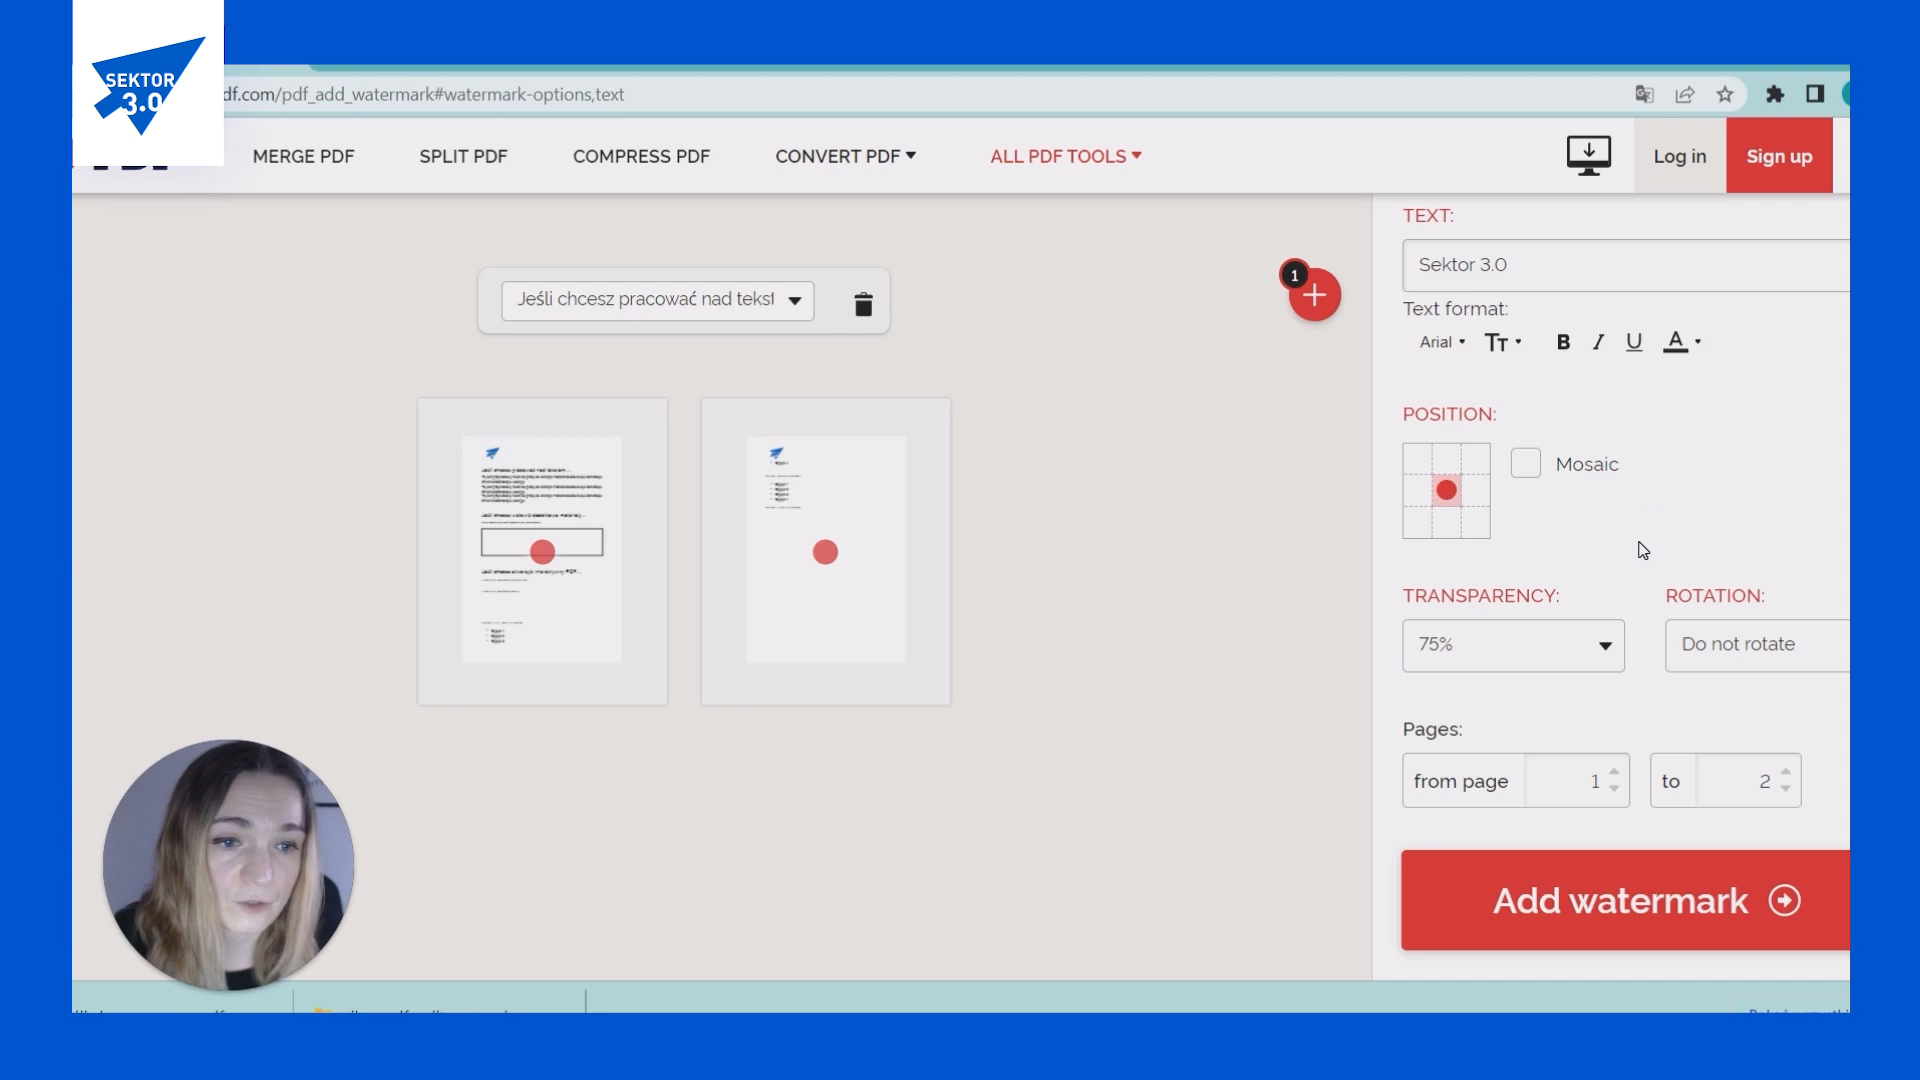 SEKTOR
3.0
df.com/pdf_add_watermark#watermark-options,text
MERGE PDF
SPLIT PDF
COMPRESS PDF
CONVERT PDF
ALL PDF TOOLS
Log in
Sign up
Jeśli chcesz pracować nad tekst
1
TEXT:
Sektor 3.0
Text format:
Arial
B I U A
POSITION:
Mosaic
TRANSPARENCY:
ROTATION:
75%
Do not rotate
Pages:
from page 1 to 2
Add watermark